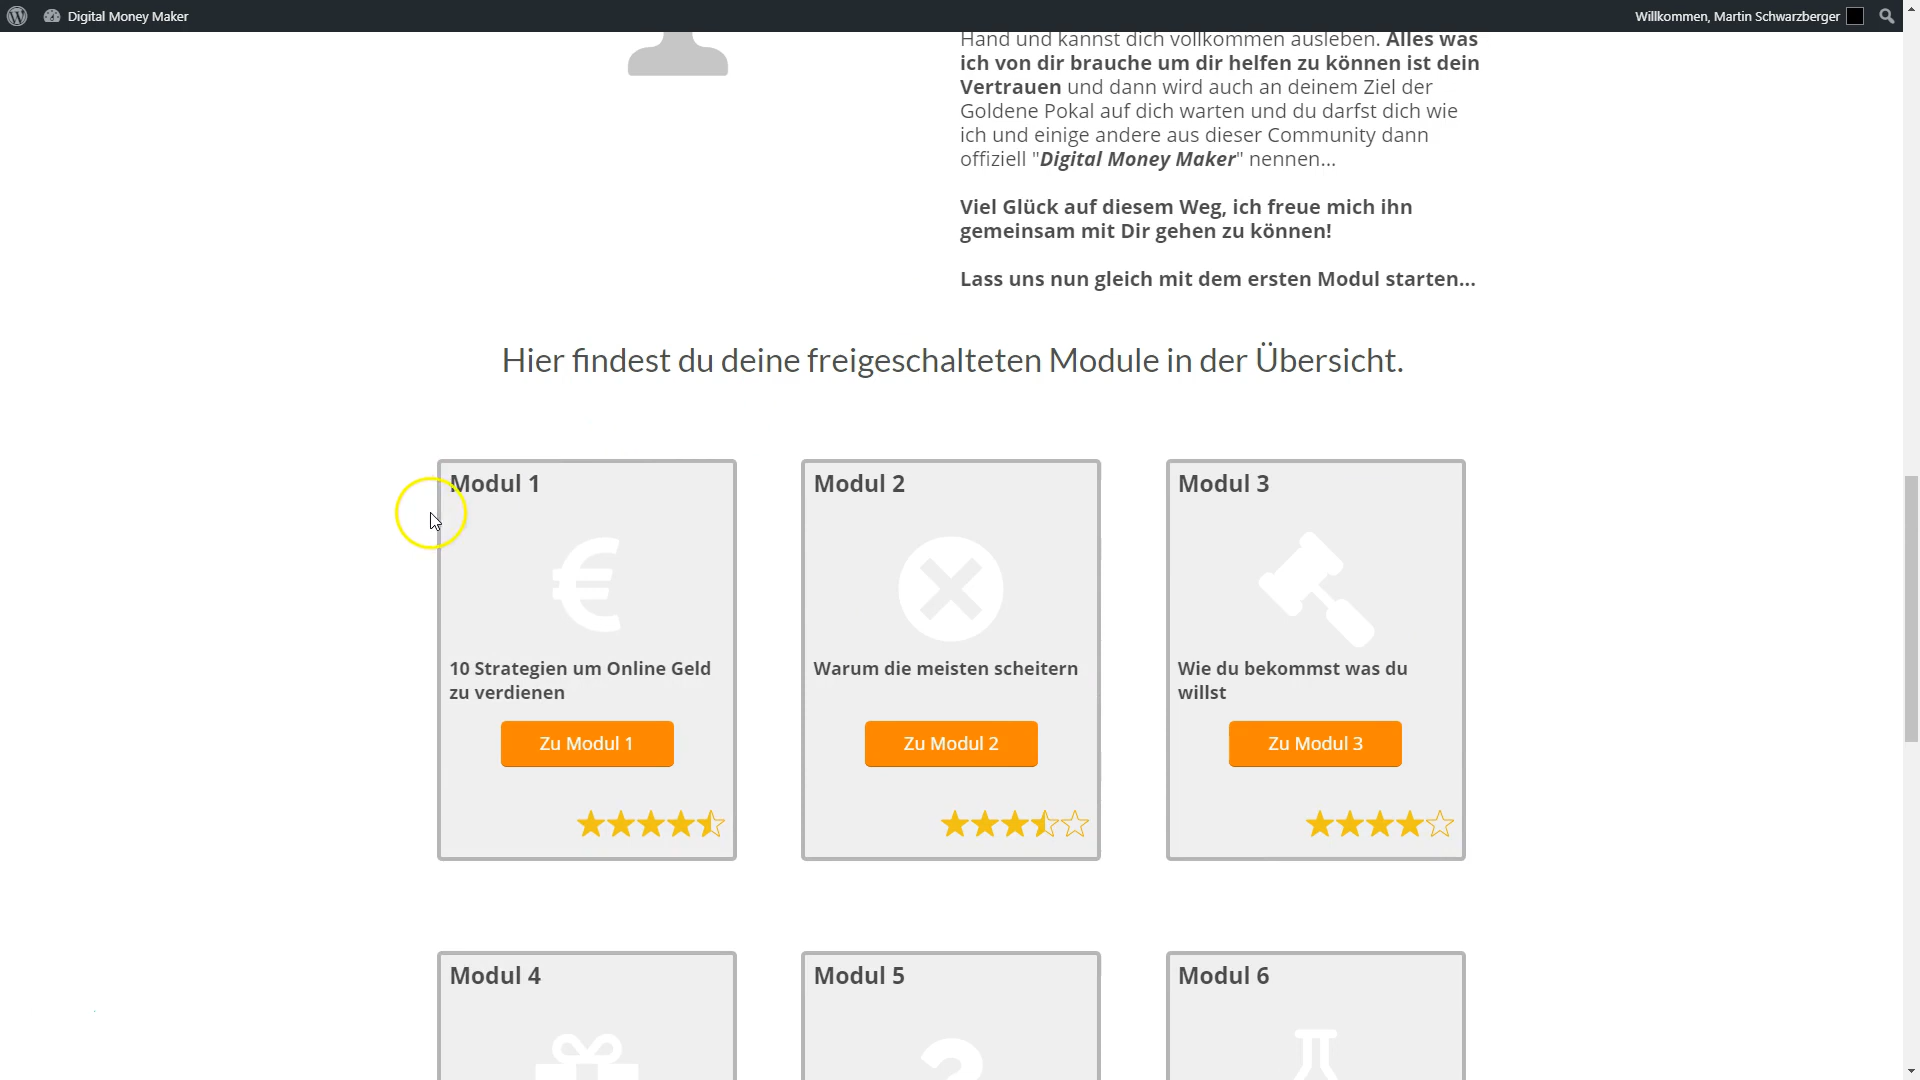 Digital Money Maker
Willkommen, Martin Schwarzberger
Hand und kannst dich vollkommen ausleben. Alles was
ich von dir brauche um dir helfen zu können ist dein
Vertrauen und dann wird auch an deinem Ziel der
Goldene Pokal auf dich warten und du darfst dich wie
ich und einige andere aus dieser Community dann
offiziell "Digital Money Maker" nennen...
Viel Glück auf diesem Weg, ich freue mich ihn
gemeinsam mit Dir gehen zu können!
Lass uns nun gleich mit dem ersten Modul starten...
Hier findest du deine freigeschalteten Module in der Übersicht.
Modul 1
10 Strategien um Online Geld
zu verdienen
Zu Modul 1
Modul 2
Warum die meisten scheitern
Zu Modul 2
Modul 3
Wie du bekommst was du
willst
Zu Modul 3
Modul 4
Modul 5
Modul 6